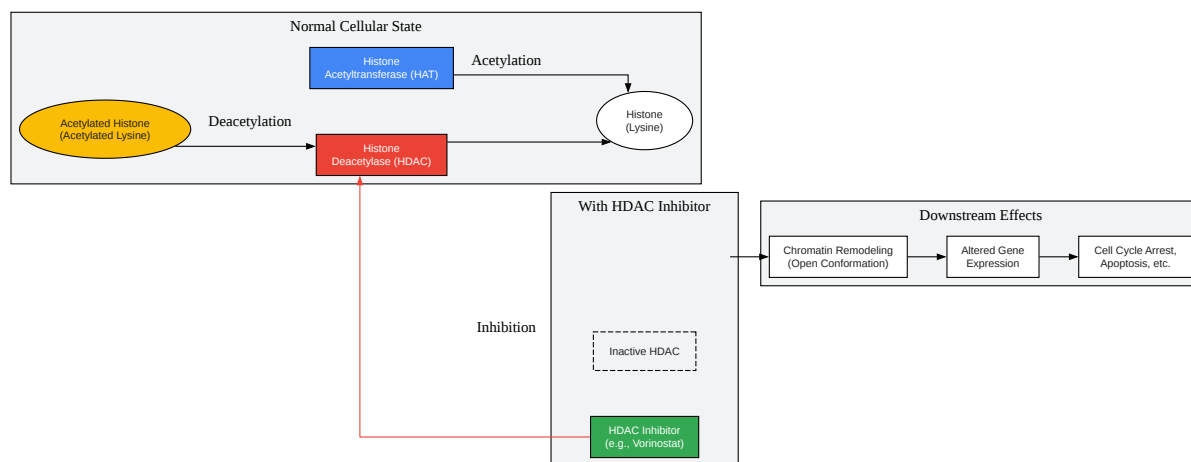 Normal Cellular State
Histone
Acetyltransferase (HAT)
Acetylation
Acetylated Histone
(Acetylated Lysine)
Deacetylation
Histone
Deacetylase (HDAC)
Histone
(Lysine)
With HDAC Inhibitor
Inhibition
Inactive HDAC
HDAC Inhibitor
(e.g., Vorinostat)
Downstream Effects
Chromatin Remodeling
(Open Conformation)
Altered Gene
Expression
Cell Cycle Arrest,
Apoptosis, etc.